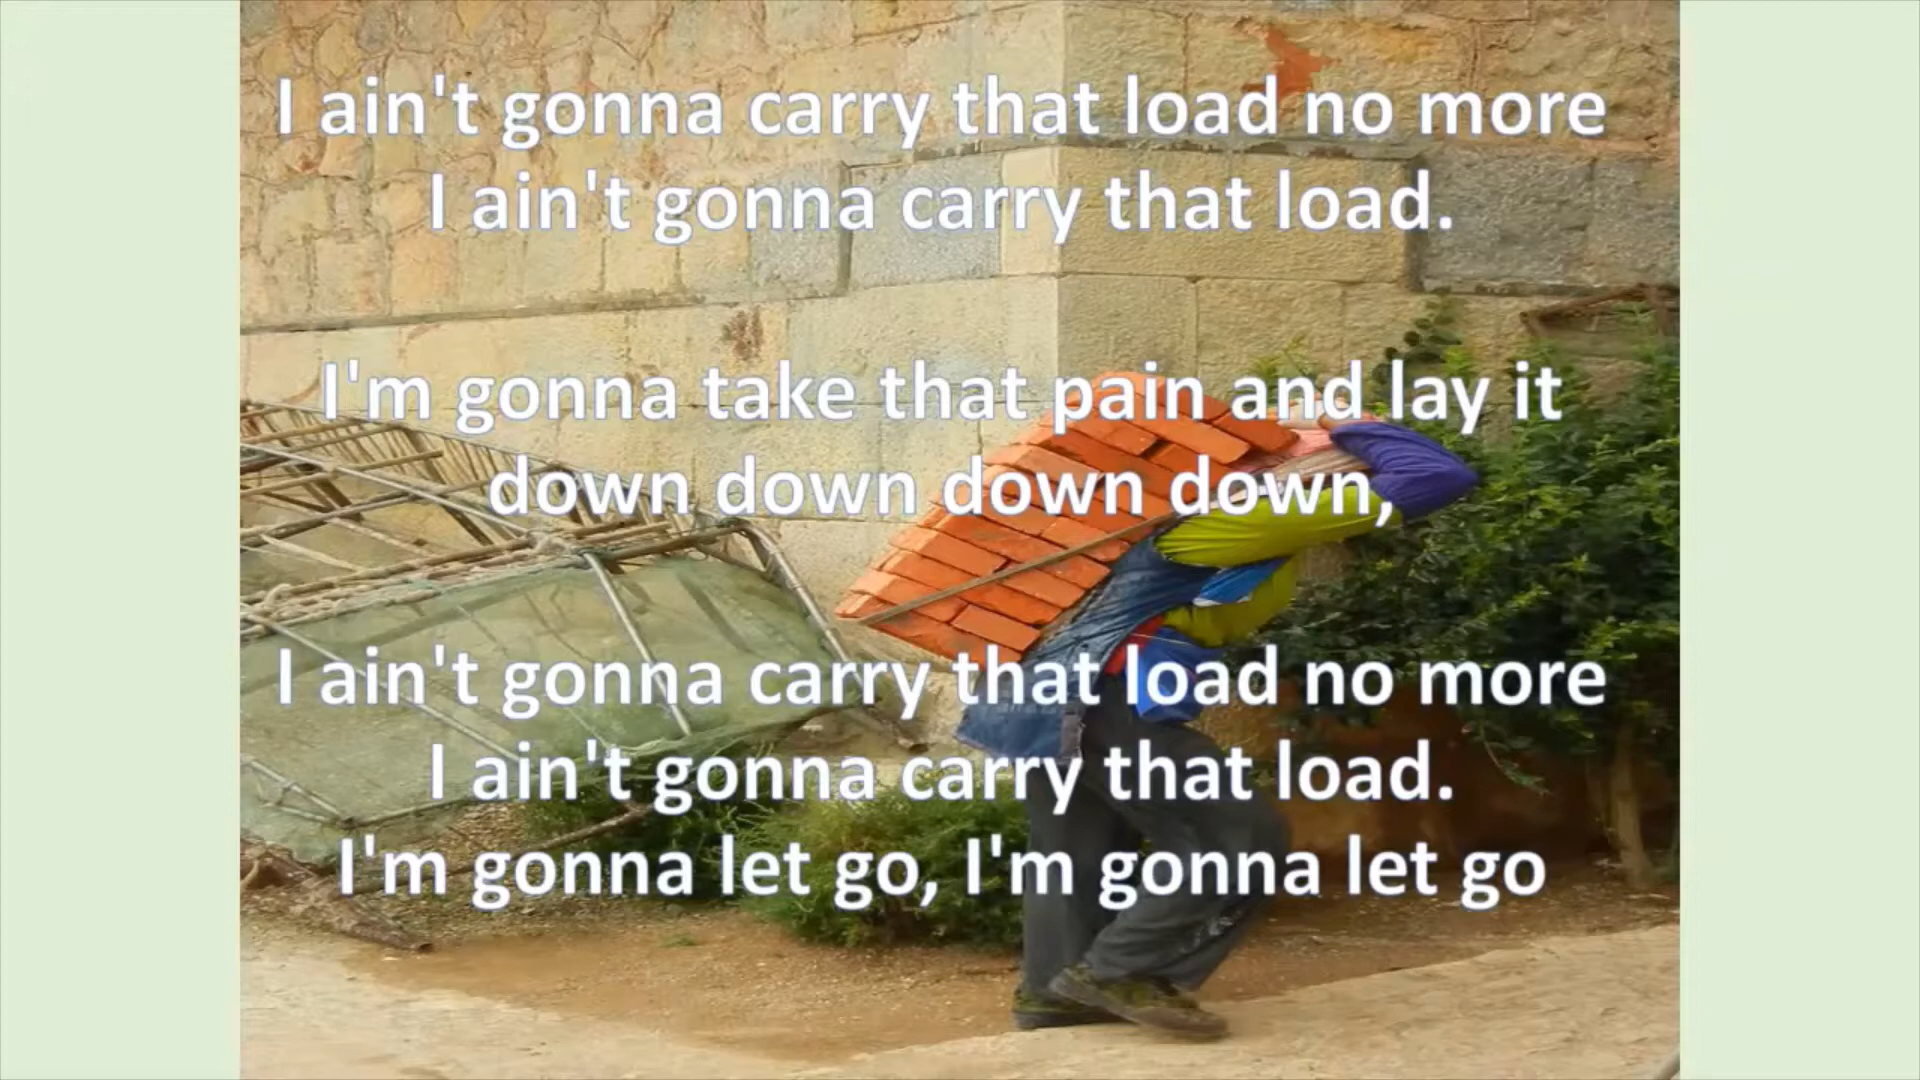 I ain't gonna carry that load no more
I ain't gonna carry that load.
I'm gonna take that pain and lay it
down down down down,
I ain't gonna carry that load no more
I ain't gonna carry that load.
I'm gonna let go, I'm gonna let go